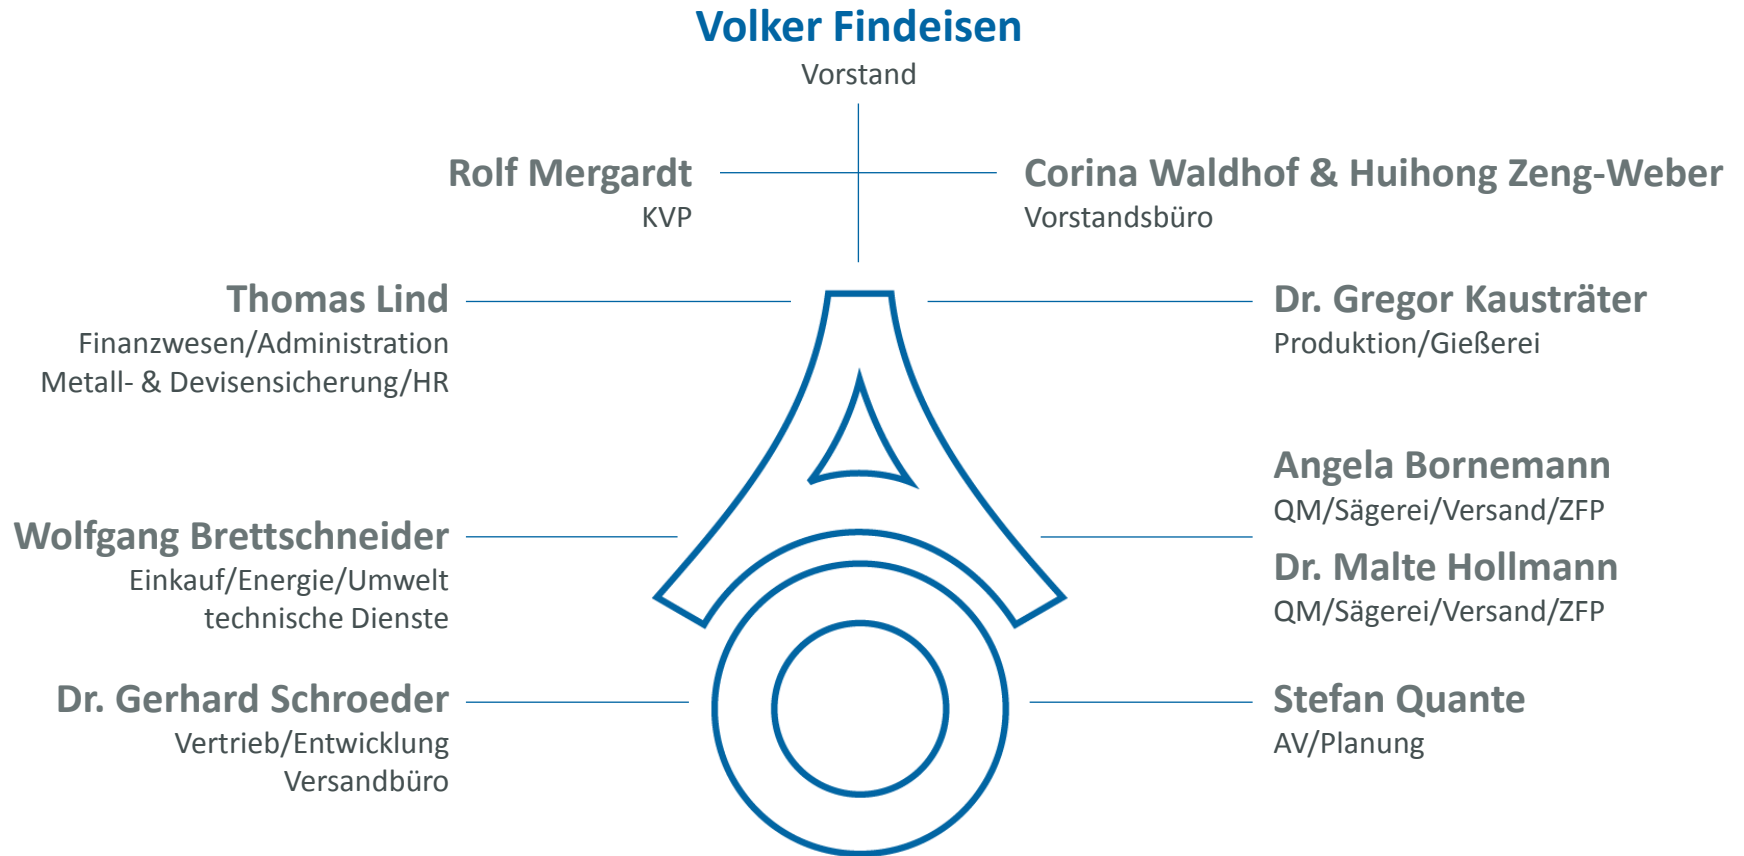 Volker Findeisen
Vorstand
Rolf Mergardt
KVP
Corina Waldhof & Huihong Zeng-Weber
Vorstandsbüro
Thomas Lind
Finanzwesen/Administration
Metall- & Devisensicherung/HR
Dr. Gregor Kausträter
Produktion/Gießerei
Wolfgang Brettschneider
Einkauf/Energie/Umwelt
technische Dienste
Angela Bornemann
QM/Sägerei/Versand/ZFP
Dr. Malte Hollmann
QM/Sägerei/Versand/ZFP
Dr. Gerhard Schroeder
Vertrieb/Entwicklung
Versandbüro
Stefan Quante
AV/Planung